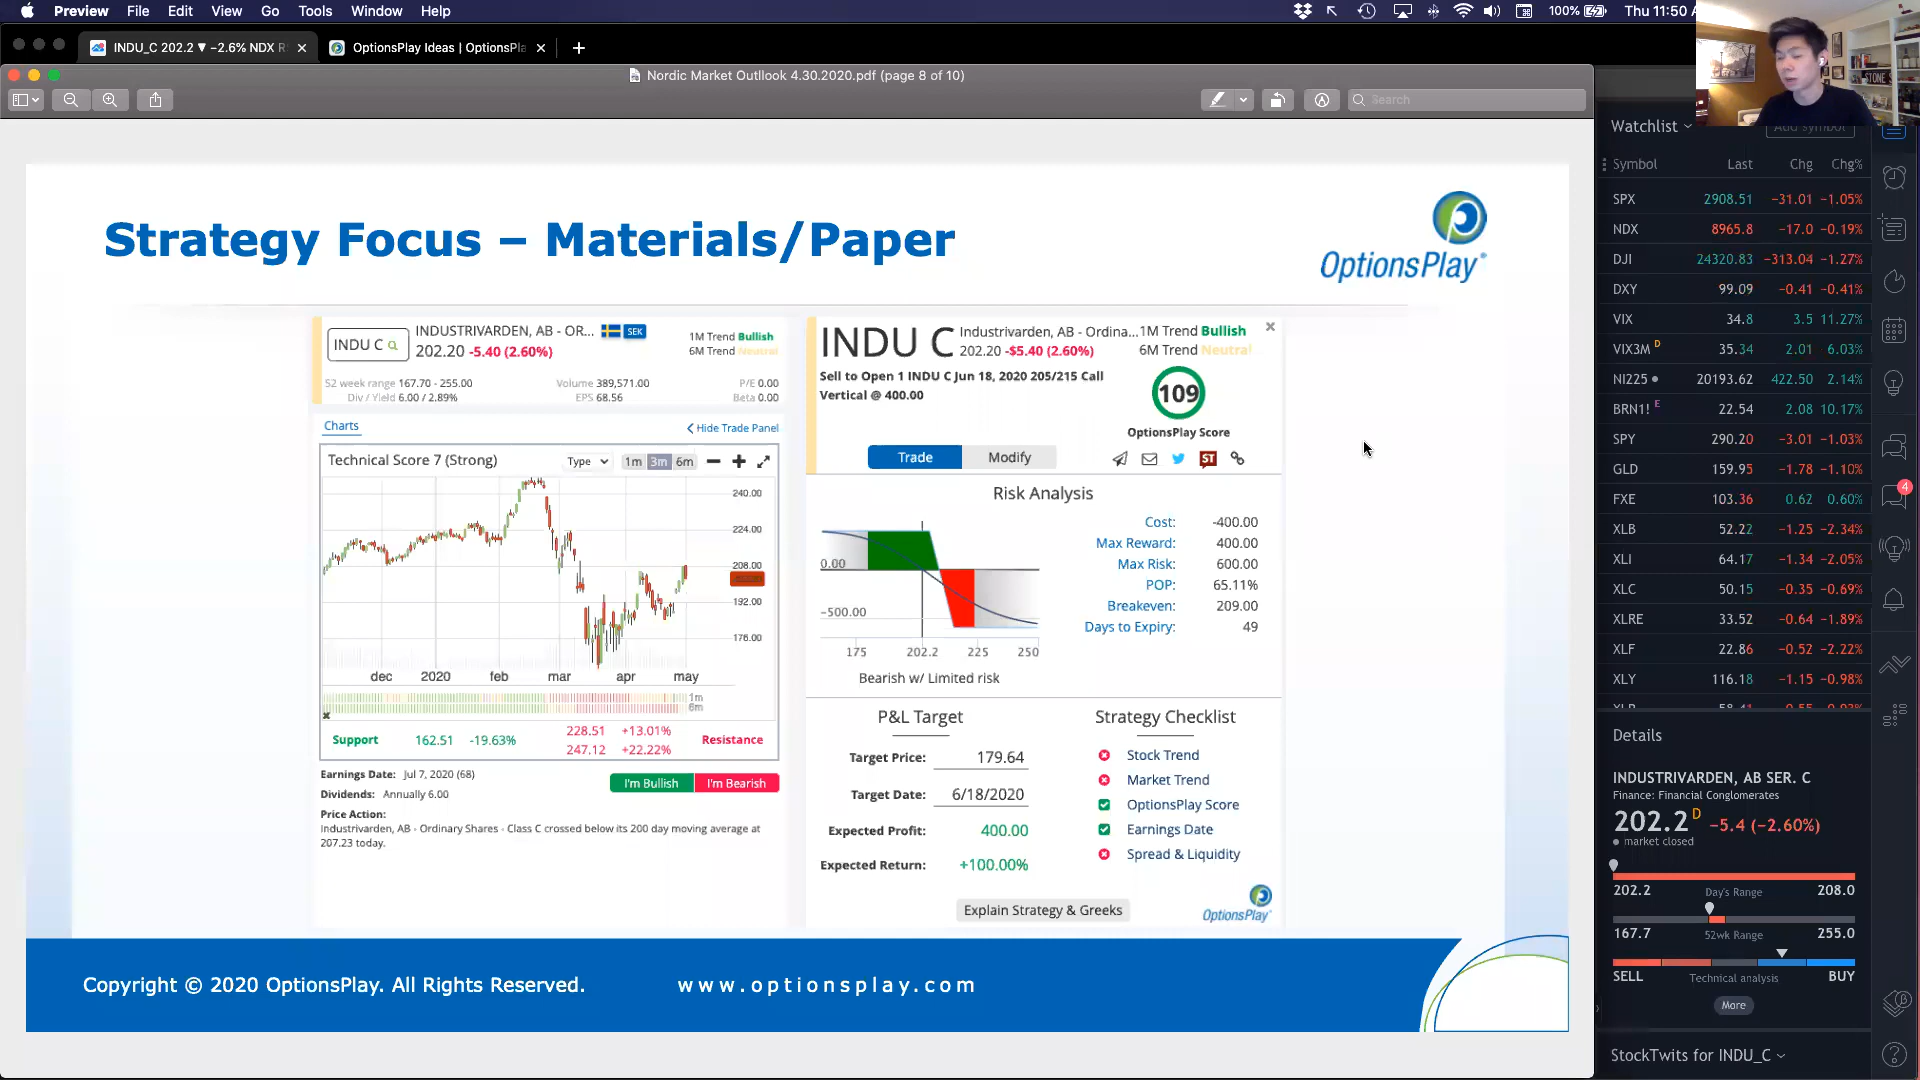 Preview File Edit View Go Tools Window Help 100% Thu 11:50
INDU_C 202.2 ▼ −2.6% NDX OptionsPlay Ideas | OptionsPla
Nordic Market Outllook 4.30.2020.pdf (page 8 of 10)
Search
Strategy Focus – Materials/Paper
OptionsPlay
INDU C
INDUSTRIVARDEN, AB - OR... SEK
202.20 -5.40 (2.60%)
1M Trend Bullish
6M Trend Neutral
52 week range 167.70 - 255.00 Volume 389,571.00 P/E 0.00
Div / Yield 6.00 / 2.89% EPS 68.56 Beta 0.00
Charts Hide Trade Panel
Technical Score 7 (Strong) Type 1m 3m 6m
240.00
224.00
208.00
192.00
176.00
dec 2020 feb mar apr may
1m
6m
Support 162.51 -19.63% 228.51 +13.01% Resistance
247.12 +22.22%
Earnings Date: Jul 7, 2020 (68) I'm Bullish I'm Bearish
Dividends: Annually 6.00
Price Action:
Industrivarden, AB - Ordinary Shares - Class C crossed below its 200 day moving average at
207.23 today.
INDU C Industrivarden, AB - Ordina... 1M Trend Bullish
202.20 -$5.40 (2.60%) 6M Trend Neutral
Sell to Open 1 INDU C Jun 18, 2020 205/215 Call
Vertical @ 400.00
109
OptionsPlay Score
Trade Modify ST
Risk Analysis
0.00
−500.00
175 202.2 225 250
Bearish w/ Limited risk
Cost: -400.00
Max Reward: 400.00
Max Risk: 600.00
POP: 65.11%
Breakeven: 209.00
Days to Expiry: 49
P&L Target
Target Price: 179.64
Target Date: 6/18/2020
Expected Profit: 400.00
Expected Return: +100.00%
Strategy Checklist
Stock Trend
Market Trend
OptionsPlay Score
Earnings Date
Spread & Liquidity
Explain Strategy & Greeks
OptionsPlay
Copyright © 2020 OptionsPlay. All Rights Reserved. www.optionsplay.com
STONE
Watchlist Add symbol
Symbol Last Chg Chg%
SPX 2908.51 −31.01 −1.05%
NDX 8965.8 −17.0 −0.19%
DJI 24320.83 −313.04 −1.27%
DXY 99.09 −0.41 −0.41%
VIX 34.8 3.5 11.27%
VIX3M D 35.34 2.01 6.03%
NI225 20193.62 422.50 2.14%
BRN1! E 22.54 2.08 10.17%
SPY 290.20 −3.01 −1.03%
GLD 159.95 −1.78 −1.10%
FXE 103.36 0.62 0.60%
XLB 52.22 −1.25 −2.34%
XLI 64.17 −1.34 −2.05%
XLC 50.15 −0.35 −0.69%
XLRE 33.52 −0.64 −1.89%
XLF 22.86 −0.52 −2.22%
XLY 116.18 −1.15 −0.98%
4
Details
INDUSTRIVARDEN, AB SER. C
Finance: Financial Conglomerates
202.2 D −5.4 (−2.60%)
market closed
202.2 Day's Range 208.0
167.7 52wk Range 255.0
SELL Technical analysis BUY
More
StockTwits for INDU_C